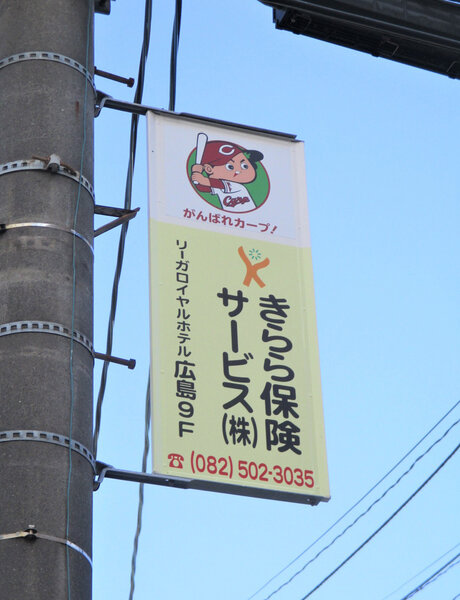 C
Carp
がんばれカープ!
きらら保険
サービス(株)
リーガロイヤルホテル広島9F
☎ (082) 502-3035